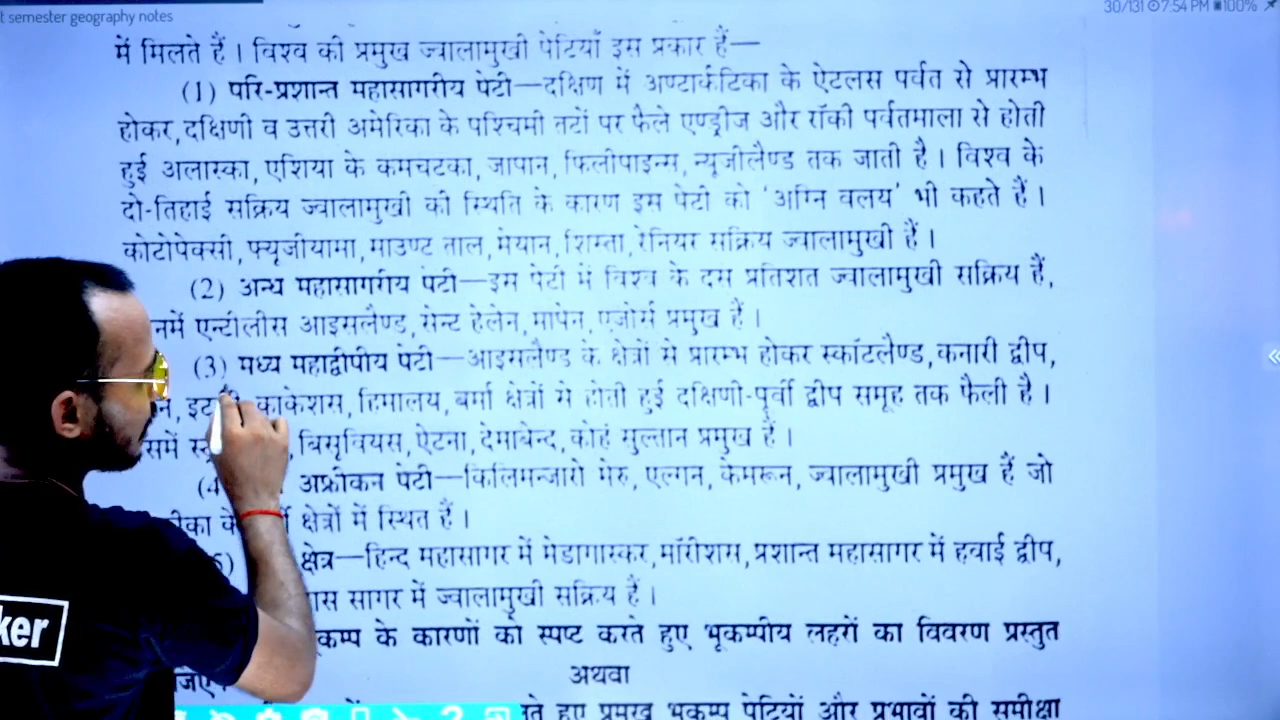 t semester geography notes
30/131 7:54 PM 100%
में मिलते हैं । विश्व की प्रमुख ज्वालामुखी पेटियाँ इस प्रकार हैं—
(1) परि-प्रशान्त महासागरीय पेटी—दक्षिण में अण्टार्कटिका के ऐटलस पर्वत से प्रारम्भ
होकर, दक्षिणी व उत्तरी अमेरिका के पश्चिमी तटों पर फैले एण्ड्रीज और रॉकी पर्वतमाला से होती
हुई अलास्का, एशिया के कमचटका, जापान, फिलीपाइन्स, न्यूजीलैण्ड तक जाती है । विश्व के
दो-तिहाई सक्रिय ज्वालामुखी की स्थिति के कारण इस पेटी को ‘अग्नि वलय’ भी कहते हैं ।
कोटोपेक्सी, फ्यूजीयामा, माउण्ट ताल, मेयान, शिस्ता, रेनियर सक्रिय ज्वालामुखी हैं ।
(2) अन्ध महासागरीय पेटी—इस पेटी में विश्व के दस प्रतिशत ज्वालामुखी सक्रिय हैं,
नमें एन्टीलीस आइसलैण्ड, सेन्ट हेलेन, मापेन, एजोर्स प्रमुख हैं ।
(3) मध्य महाद्वीपीय पेटी—आइसलैण्ड के क्षेत्रों से प्रारम्भ होकर स्कॉटलैण्ड, कनारी द्वीप,
काकेशस, हिमालय, बर्मा क्षेत्रों से होती हुई दक्षिणी-पूर्वी द्वीप समूह तक फैली है ।
समें बिसूवियस, ऐटना, देमाबेन्द, कोहे सुल्तान प्रमुख हैं ।
(4 अफ्रीकन पेटी—किलिमन्जारो मेरु, एल्गन, केमरून, ज्वालामुखी प्रमुख हैं जो
ीका के क्षेत्रों में स्थित हैं ।
क्षेत्र—हिन्द महासागर में मेडागास्कर, मॉरीशस, प्रशान्त महासागर में हवाई द्वीप,
ास सागर में ज्वालामुखी सक्रिय हैं ।
कम्प के कारणों को स्पष्ट करते हुए भूकम्पीय लहरों का विवरण प्रस्तुत
जिए
अथवा
ते हुए प्रमुख भूकम्प पेटियों और प्रभावों की समीक्षा
ker